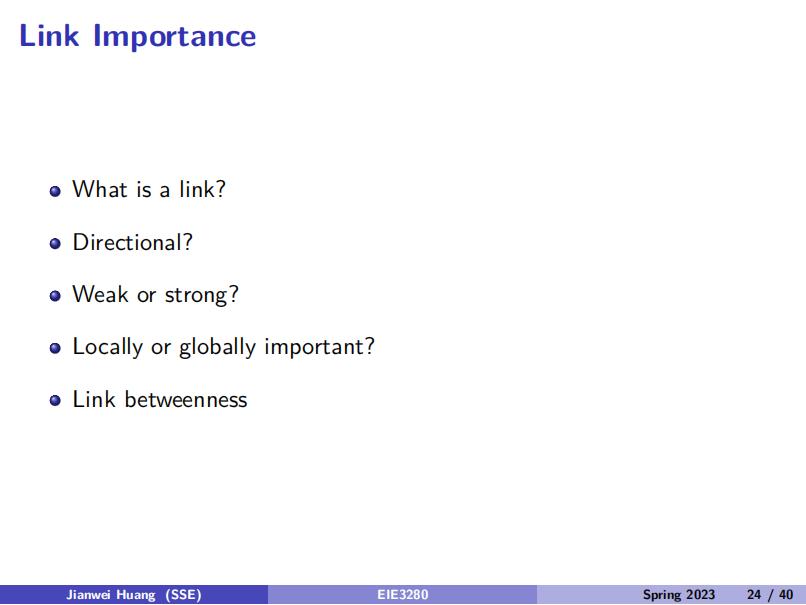 Link Importance
What is a link?
Directional?
Weak or strong?
Locally or globally important?
Link betweenness
Jianwei Huang (SSE) EIE3280 Spring 2023 24 / 40